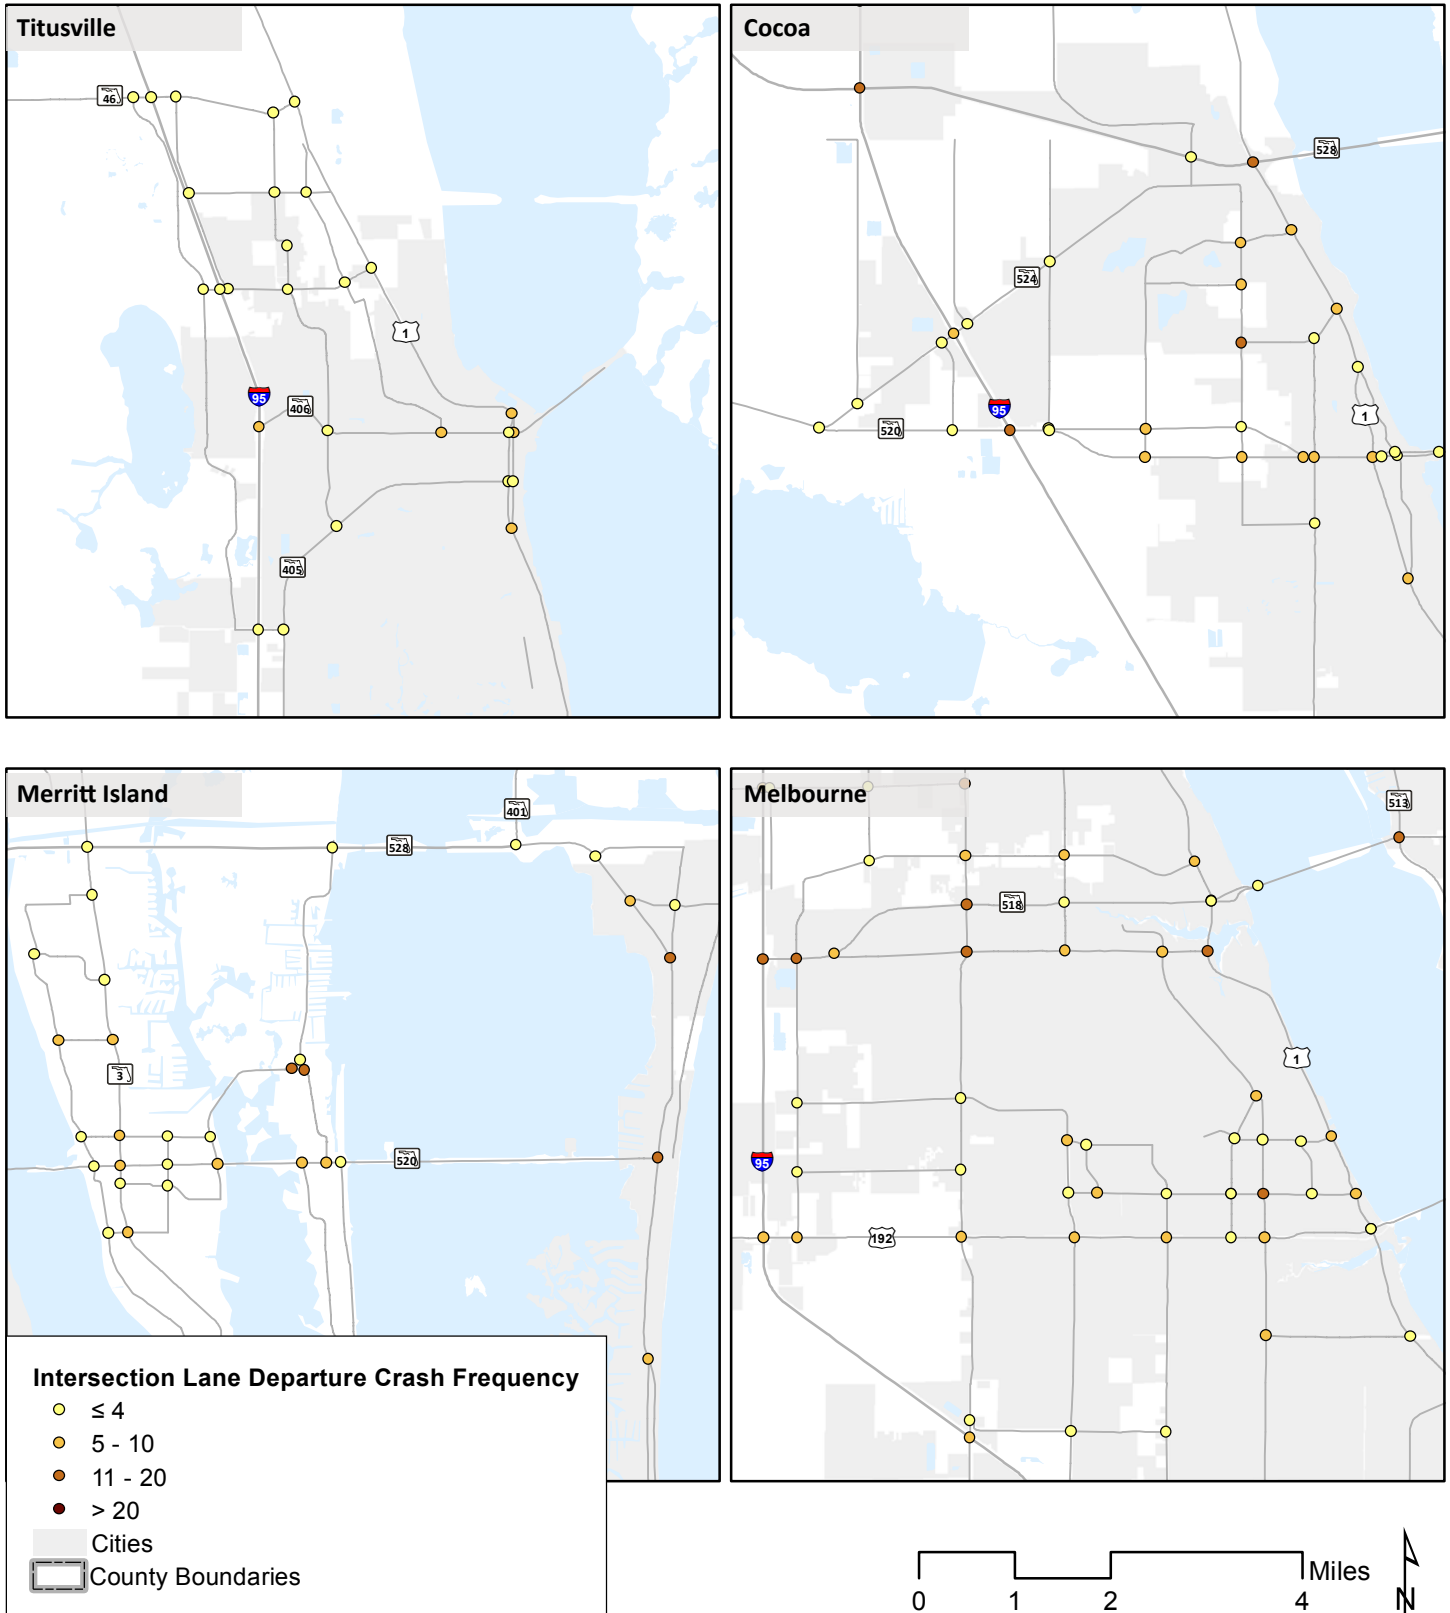 Titusville
46
1
95
406
405
Cocoa
528
524
95
520
1
Merritt Island
401
528
3
520
Melbourne
513
518
1
95
192
Intersection Lane Departure Crash Frequency
≤ 4
5 - 10
11 - 20
> 20
Cities
County Boundaries
Miles
0 1 2 4
N